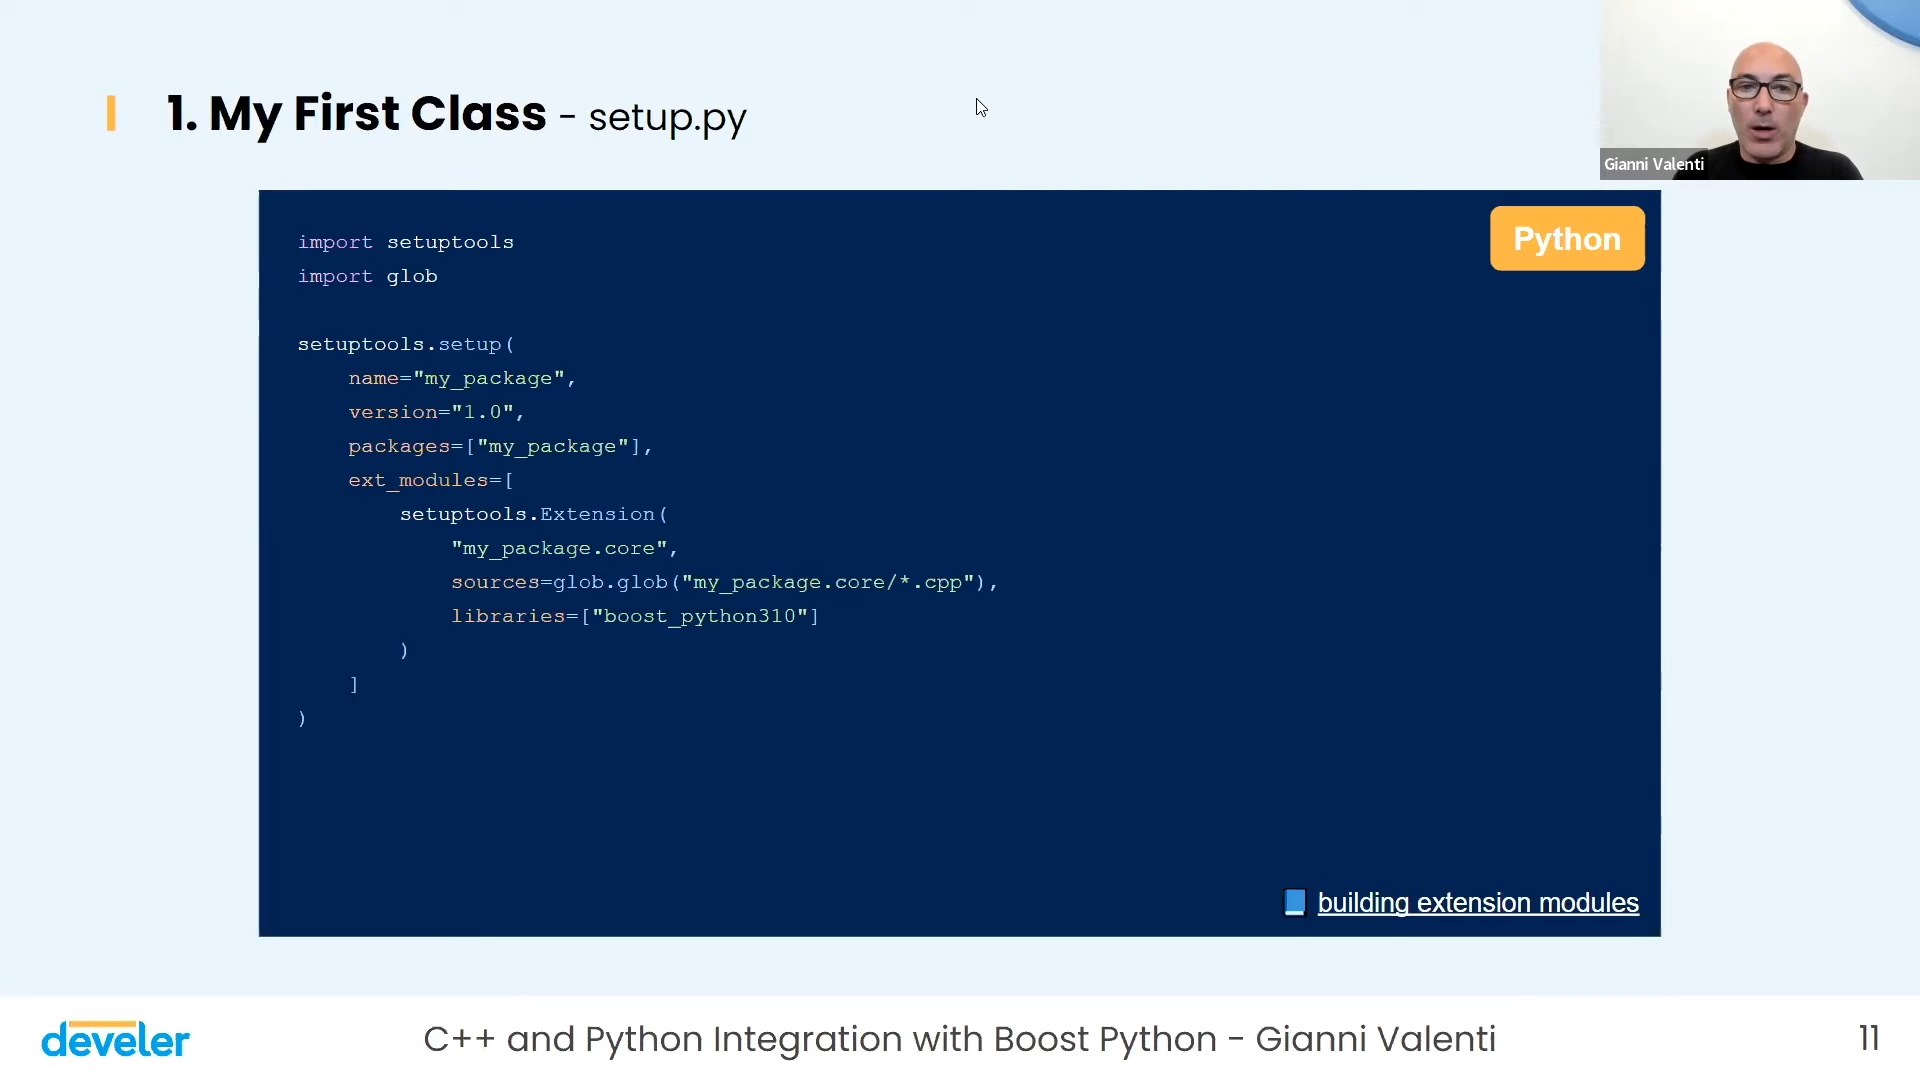 1. My First Class - setup.py
Gianni Valenti
Python
import setuptools
import glob
setuptools.setup(
    name="my_package",
    version="1.0",
    packages=["my_package"],
    ext_modules=[
        setuptools.Extension(
            "my_package.core",
            sources=glob.glob("my_package.core/*.cpp"),
            libraries=["boost_python310"]
        )
    ]
)
building extension modules
develer
C++ and Python Integration with Boost Python - Gianni Valenti
11